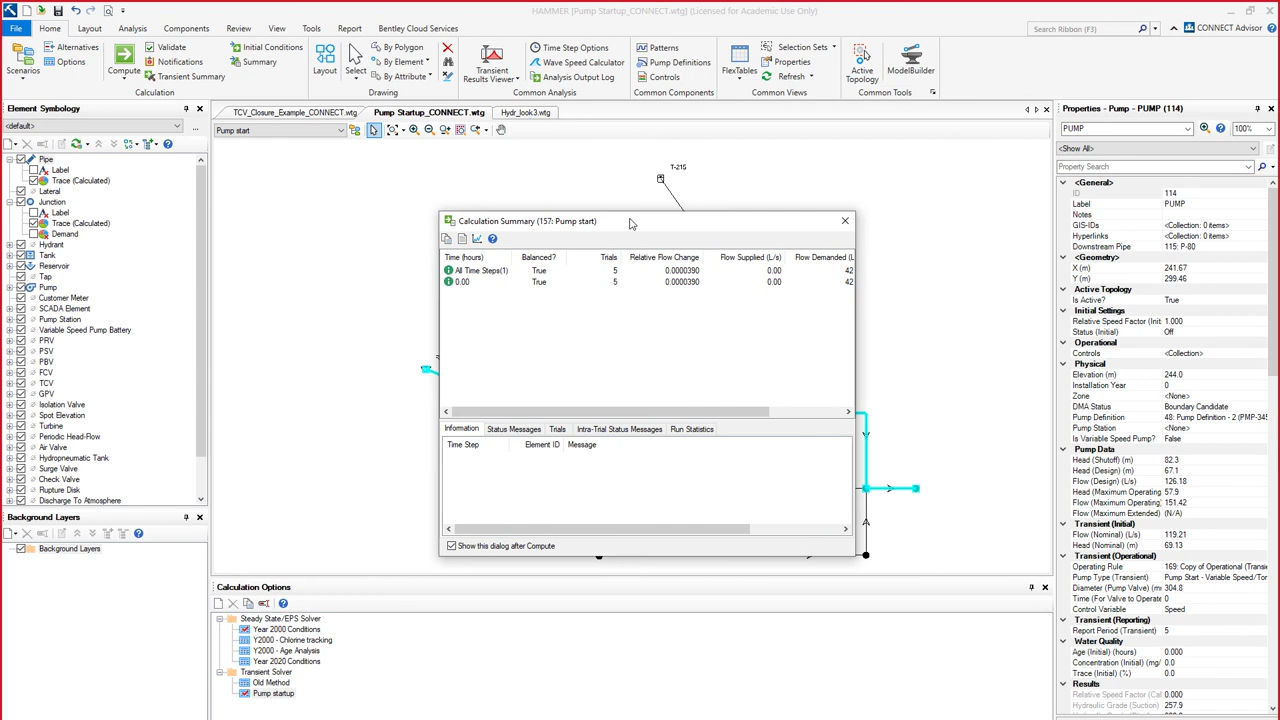 HAMMER [Pump Startup_CONNECT.wtg] (Licensed for Academic Use Only)
File Home Layout Analysis Components Review View Tools Report Bentley Cloud Services
Search Ribbon (F3)
CONNECT Advisor
Scenarios
Alternatives
Options
Compute
Validate
Notifications
Transient Summary
Initial Conditions
Summary
Calculation
Layout
Select
By Polygon
By Element
By Attribute
Drawing
Transient
Results Viewer
Time Step Options
Wave Speed Calculator
Analysis Output Log
Common Analysis
Patterns
Pump Definitions
Controls
Common Components
FlexTables
Selection Sets
Properties
Refresh
Common Views
Active
Topology
ModelBuilder
Common Tools
Element Symbology
<default>
...
Pipe
Label
Trace (Calculated)
Lateral
Junction
Label
Trace (Calculated)
Demand
Hydrant
Tank
Reservoir
Tap
Pump
Customer Meter
SCADA Element
Pump Station
Variable Speed Pump Battery
PRV
PSV
PBV
FCV
TCV
GPV
Isolation Valve
Spot Elevation
Turbine
Periodic Head-Flow
Air Valve
Hydropneumatic Tank
Surge Valve
Check Valve
Rupture Disk
Discharge To Atmosphere
Background Layers
Background Layers
TCV_Closure_Example_CONNECT.wtg Pump Startup_CONNECT.wtg Hydr_look3.wtg
Pump start
T-215
Calculation Summary (157: Pump start)
Time (hours) Balanced? Trials Relative Flow Change Flow Supplied (L/s) Flow Demanded (L
All Time Steps(1) True 5 0.0000390 0.00 42
0.00 True 5 0.0000390 0.00 42
Information Status Messages Trials Intra-Trial Status Messages Run Statistics
Time Step Element ID Message
Show this dialog after Compute
Calculation Options
Steady State/EPS Solver
Year 2000 Conditions
Y2000 - Chlorine tracking
Y2000 - Age Analysis
Year 2020 Conditions
Transient Solver
Old Method
Pump startup
Properties - Pump - PUMP (114)
PUMP 100%
<Show All>
Property Search
<General>
ID 114
Label PUMP
Notes
GIS-IDs <Collection: 0 items>
Hyperlinks <Collection: 0 items>
Downstream Pipe 115: P-80
<Geometry>
X (m) 241.67
Y (m) 299.46
Active Topology
Is Active? True
Initial Settings
Relative Speed Factor (Init 1.000
Status (Initial) Off
Operational
Controls <Collection>
Physical
Elevation (m) 244.0
Installation Year 0
Zone <None>
DMA Status Boundary Candidate
Pump Definition 48: Pump Definition - 2 (PMP-345
Pump Station <None>
Is Variable Speed Pump? False
Pump Data
Head (Shutoff) (m) 82.3
Head (Design) (m) 67.1
Flow (Design) (L/s) 126.18
Head (Maximum Operating 57.9
Flow (Maximum Operating 151.42
Flow (Maximum Extended) (N/A)
Transient (Initial)
Flow (Nominal) (L/s) 119.21
Head (Nominal) (m) 69.13
Transient (Operational)
Operating Rule 169: Copy of Operational (Transie
Pump Type (Transient) Pump Start - Variable Speed/Tor
Diameter (Pump Valve) (m 304.8
Time (For Valve to Operate 0
Control Variable Speed
Transient (Reporting)
Report Period (Transient) 5
Water Quality
Age (Initial) (hours) 0.000
Concentration (Initial) (mg/ 0.0
Trace (Initial) (%) 0.0
Results
Relative Speed Factor (Cal 0.000
Hydraulic Grade (Suction) 257.9